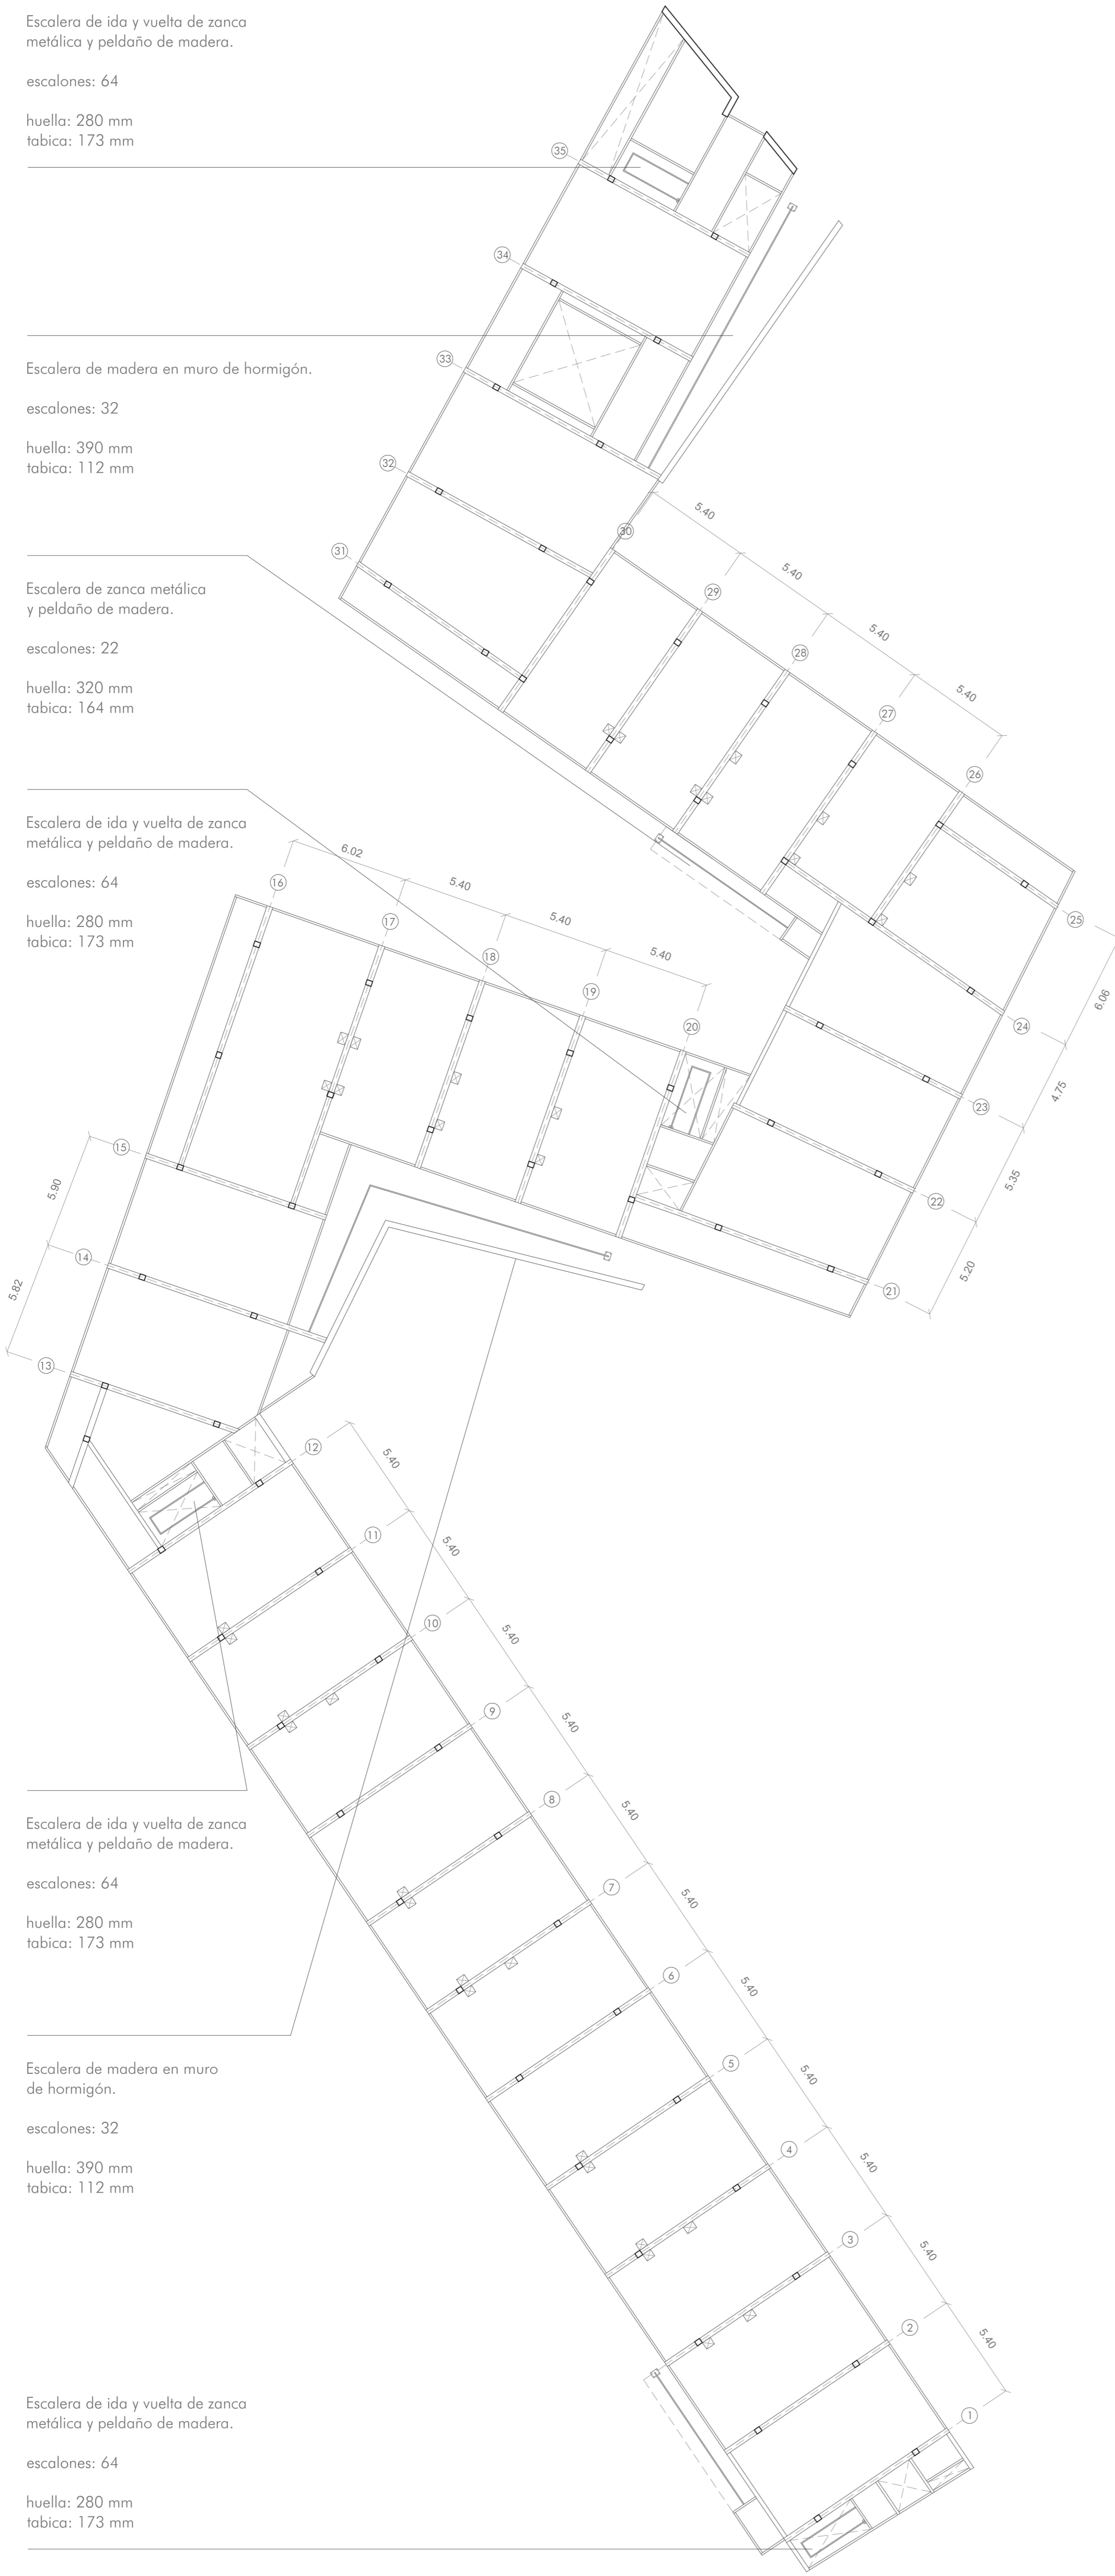 Escalera de ida y vuelta de zanca
metálica y peldaño de madera.
escalones: 64
huella: 280 mm
tabica: 173 mm
35
34
33
Escalera de madera en muro de hormigón.
escalones: 32
huella: 390 mm
tabica: 112 mm
32
31
30
5.40
29
5.40
28
5.40
27
5.40
26
Escalera de zanca metálica
y peldaño de madera.
escalones: 22
huella: 320 mm
tabica: 164 mm
Escalera de ida y vuelta de zanca
metálica y peldaño de madera.
escalones: 64
huella: 280 mm
tabica: 173 mm
16
6.02
17
5.40
18
5.40
19
5.40
20
25
6.06
24
4.75
23
5.35
22
5.20
21
15
5.90
14
5.82
13
12
5.40
11
5.40
10
5.40
9
5.40
8
5.40
7
5.40
6
5.40
5
5.40
4
5.40
3
5.40
2
5.40
1
Escalera de ida y vuelta de zanca
metálica y peldaño de madera.
escalones: 64
huella: 280 mm
tabica: 173 mm
Escalera de madera en muro
de hormigón.
escalones: 32
huella: 390 mm
tabica: 112 mm
Escalera de ida y vuelta de zanca
metálica y peldaño de madera.
escalones: 64
huella: 280 mm
tabica: 173 mm